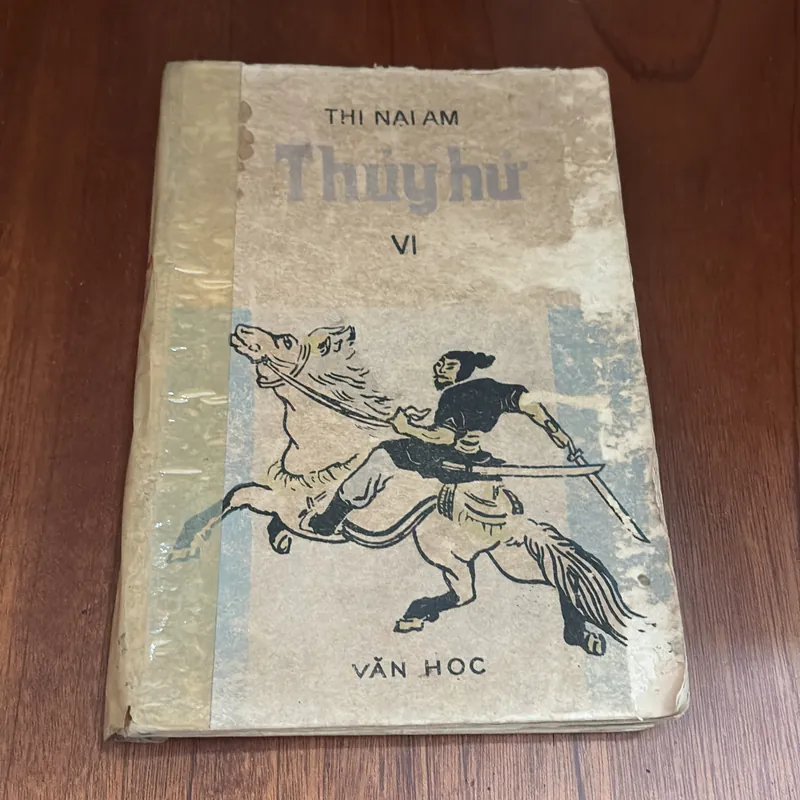 THI NẠI AM
Thủy hử
VI
VĂN HỌC